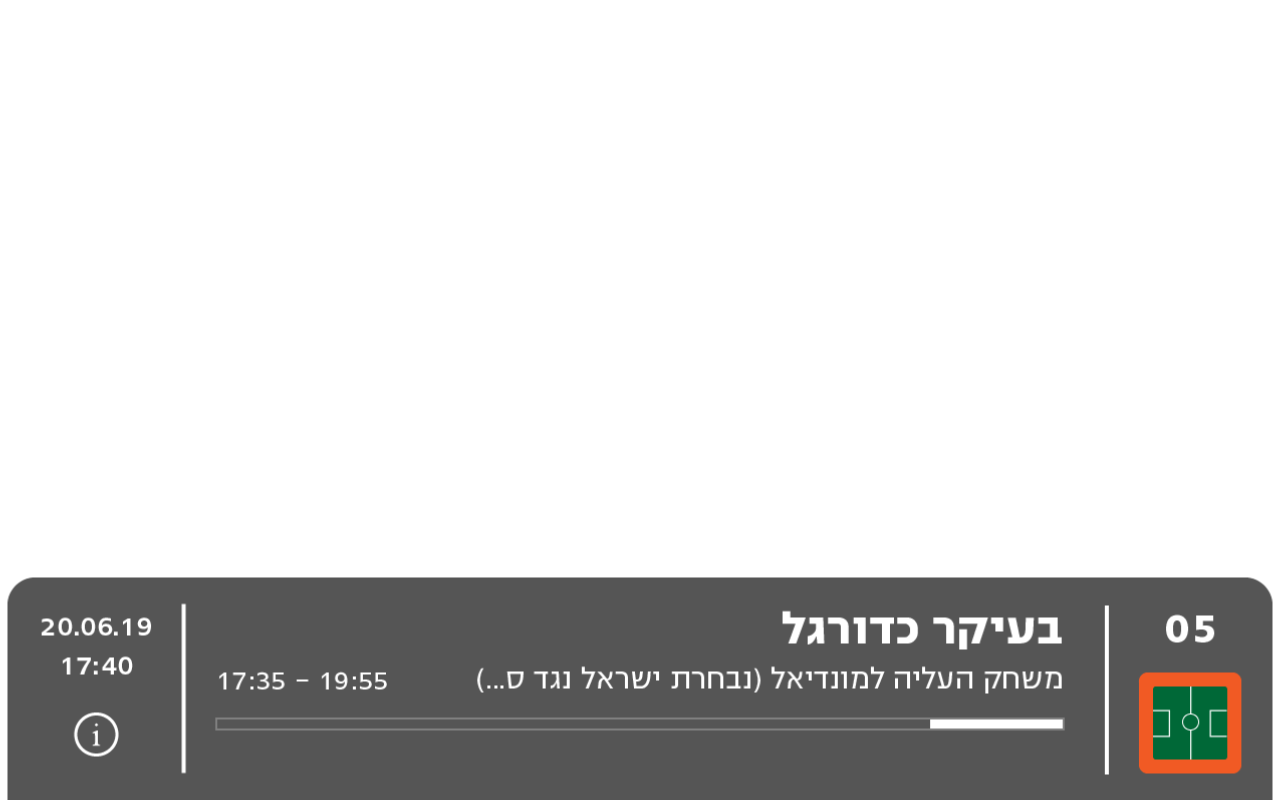 05
בעיקר כדורגל
משחק העליה למונדיאל (נבחרת ישראל נגד ס...)
17:35 – 19:55
20.06.19
17:40
i